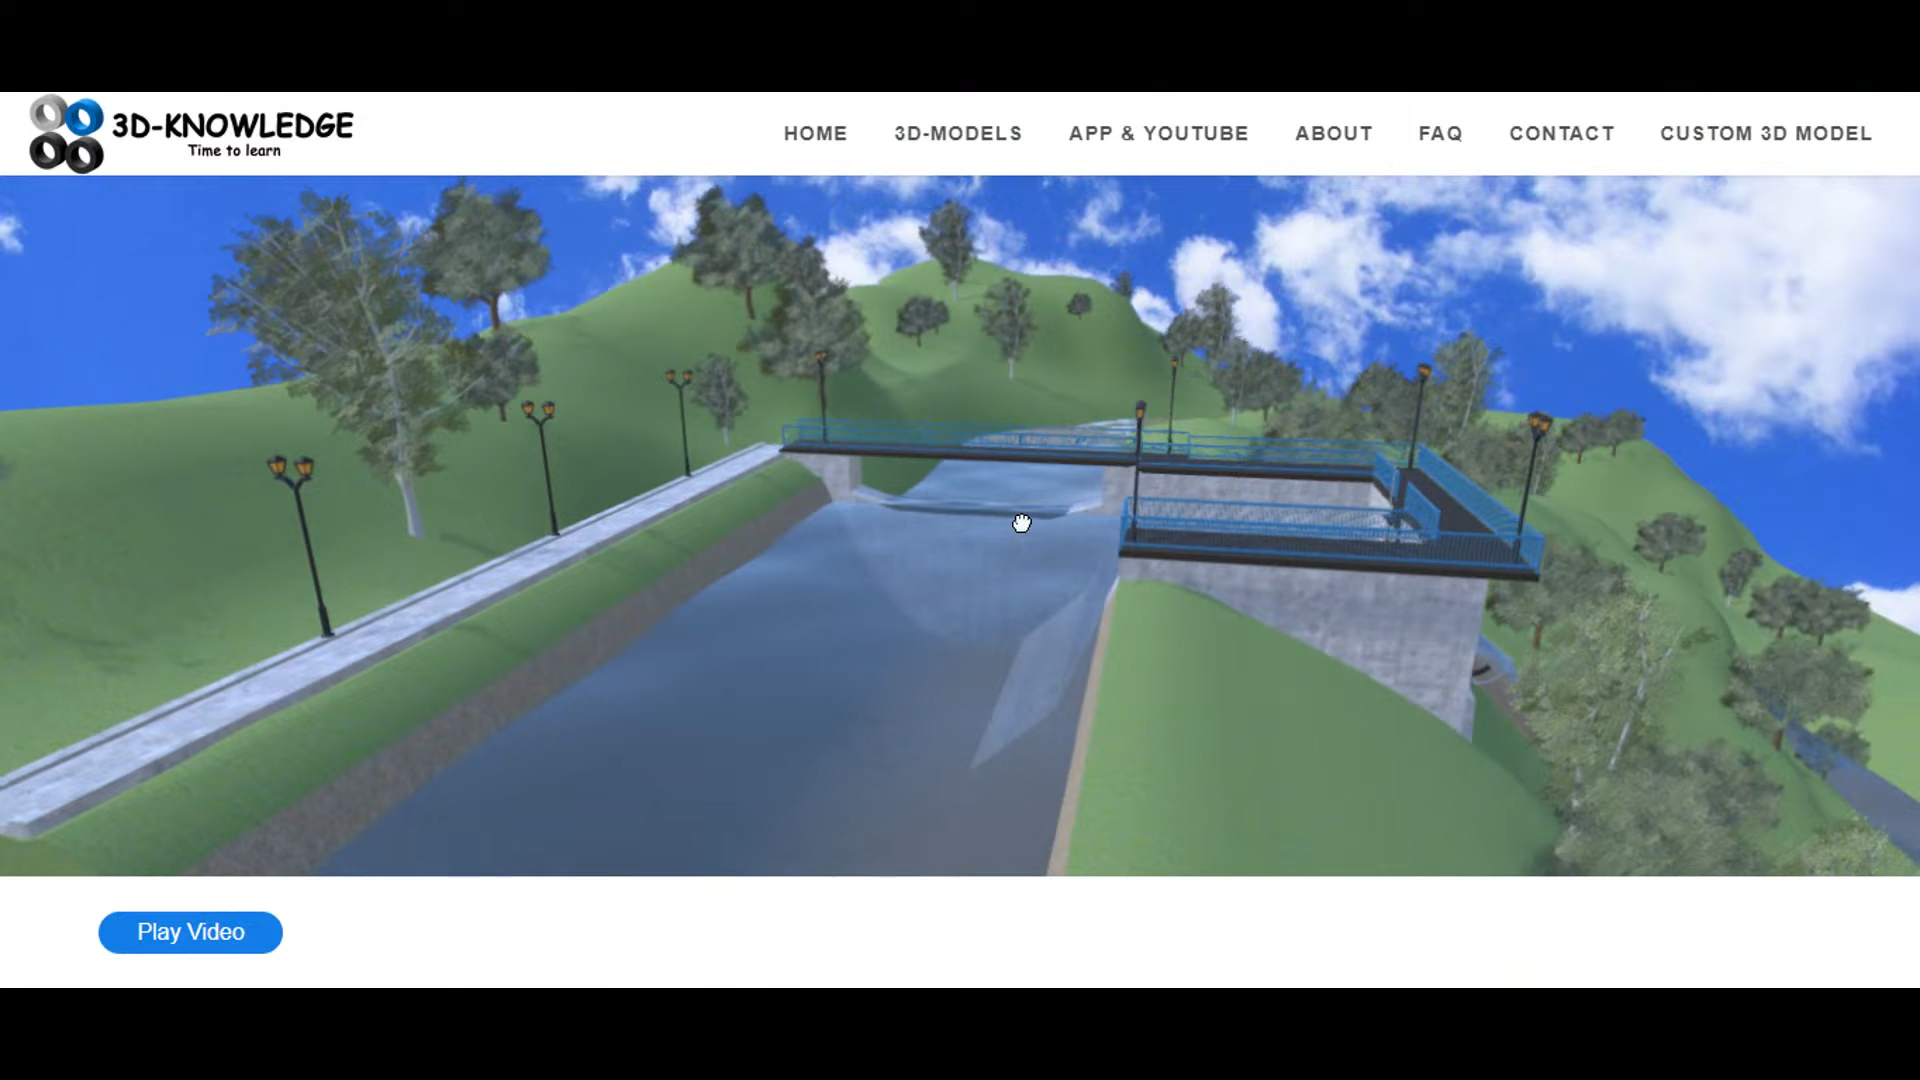 3D-KNOWLEDGE
Time to learn
HOME 3D-MODELS APP & YOUTUBE ABOUT FAQ CONTACT CUSTOM 3D MODEL
Play Video